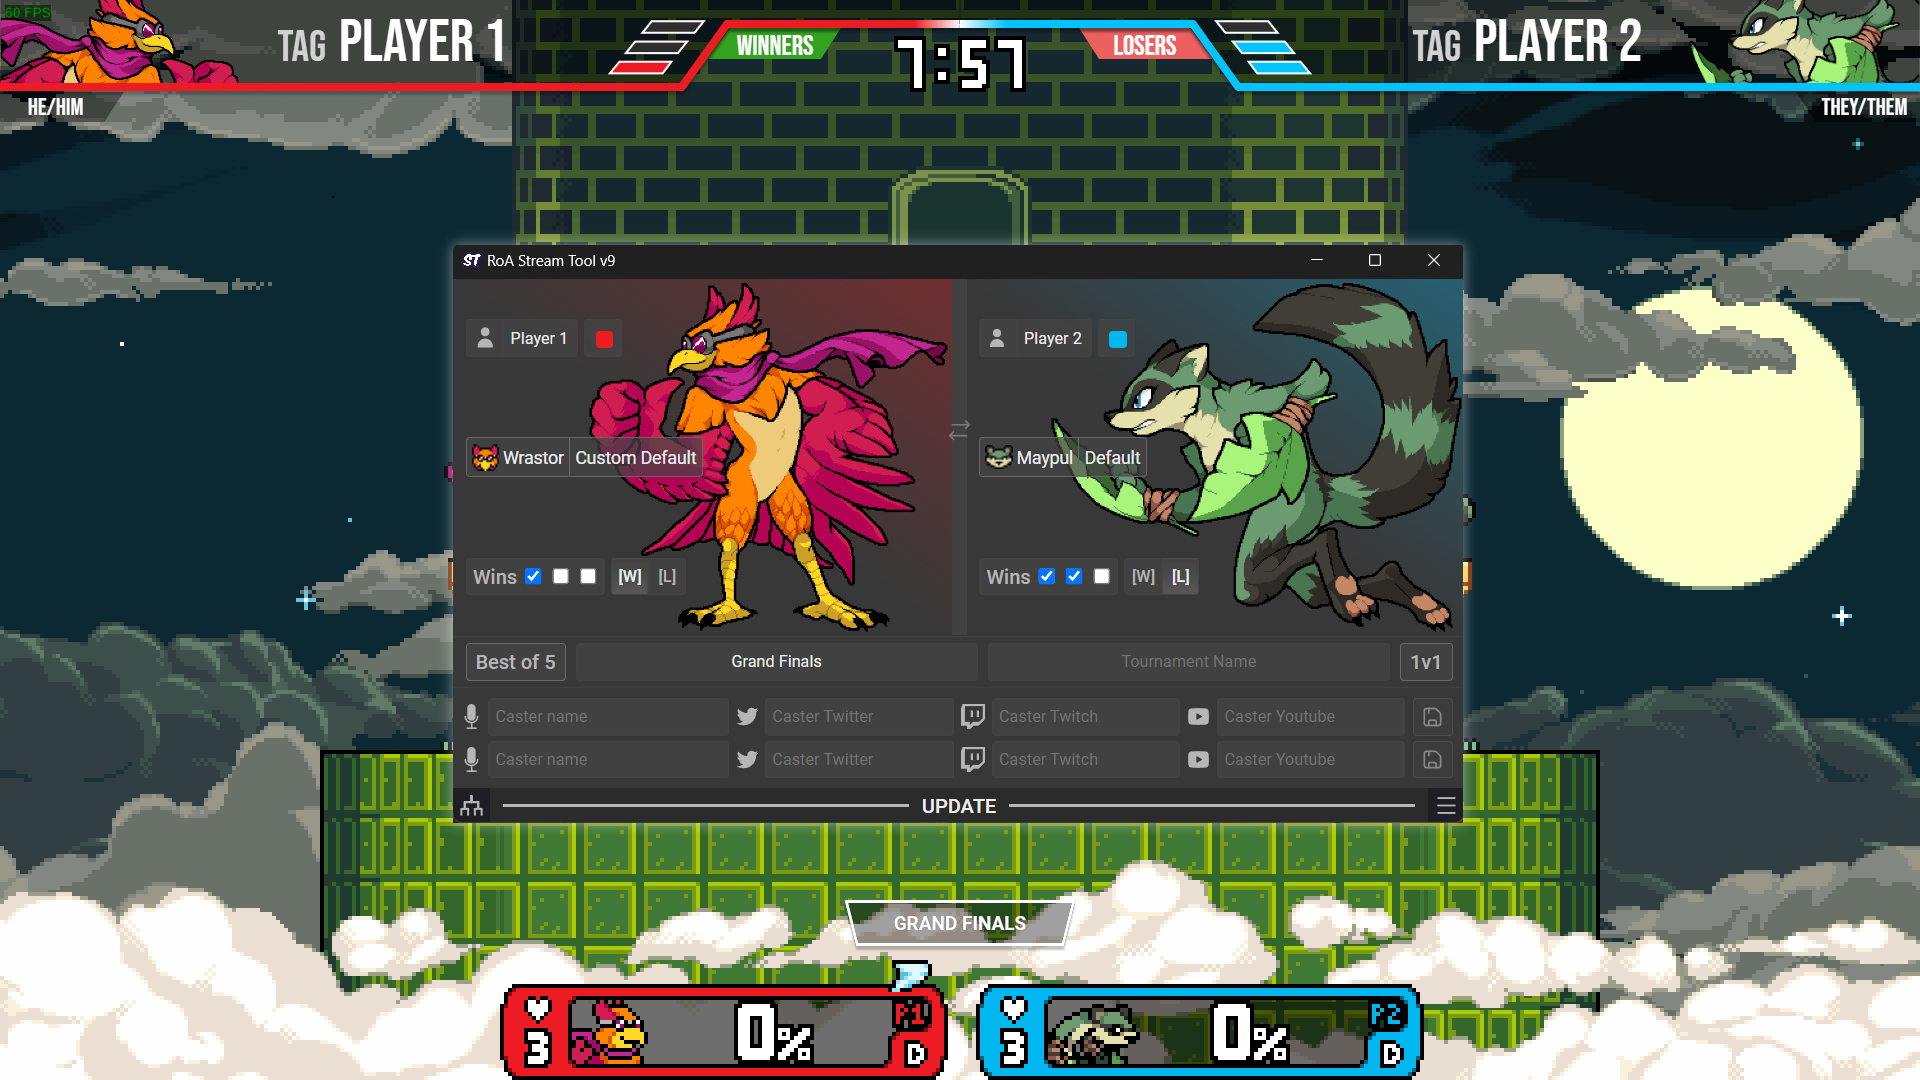 60 FPS
TAG PLAYER 1
WINNERS
7:57
LOSERS
TAG PLAYER 2
HE/HIM
THEY/THEM
ST RoA Stream Tool v9
Player 1
Player 2
Wrastor Custom Default
Maypul Default
Wins [W] [L]
Wins [W] [L]
Best of 5 Grand Finals Tournament Name 1v1
Caster name Caster Twitter Caster Twitch Caster Youtube
Caster name Caster Twitter Caster Twitch Caster Youtube
UPDATE
GRAND FINALS
3 0% P1 D
3 0% P2 D